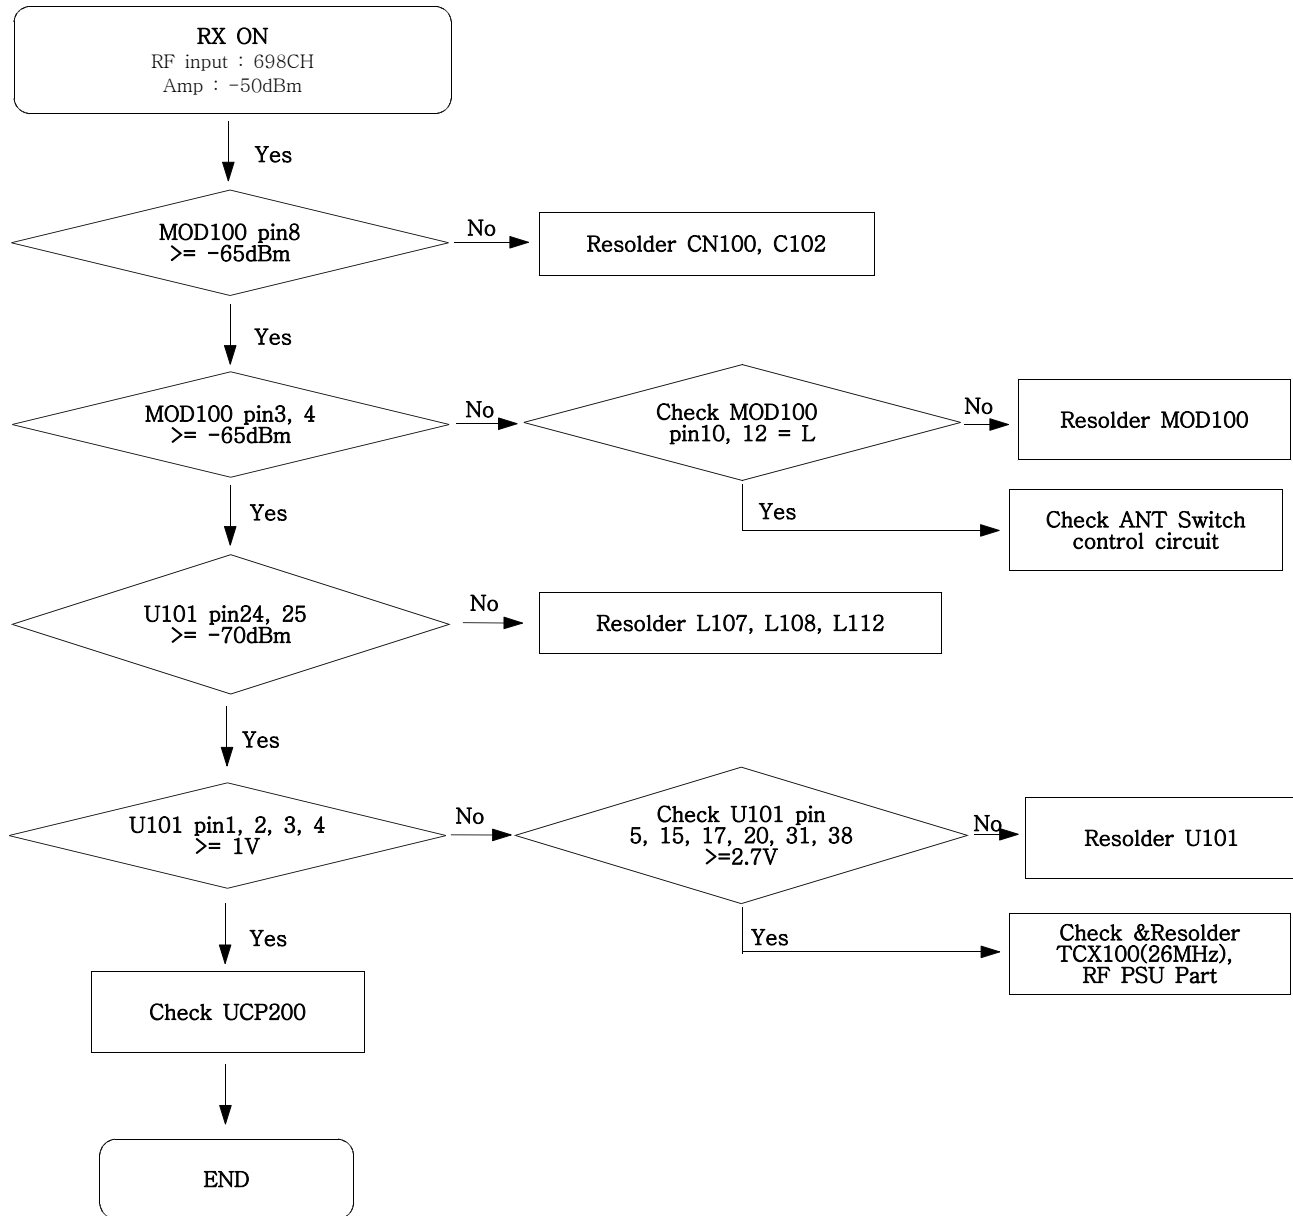 RX ON
RF input : 698CH
Amp : -50dBm
Yes
MOD100 pin8
>= -65dBm
No
Resolder CN100, C102
Yes
MOD100 pin3, 4
>= -65dBm
No
Check MOD100
pin10, 12 = L
No
Resolder MOD100
Yes
Check ANT Switch
control circuit
Yes
U101 pin24, 25
>= -70dBm
No
Resolder L107, L108, L112
Yes
U101 pin1, 2, 3, 4
>= 1V
No
Check U101 pin
5, 15, 17, 20, 31, 38
>=2.7V
No
Resolder U101
Yes
Check &Resolder
TCX100(26MHz),
RF PSU Part
Yes
Check UCP200
END